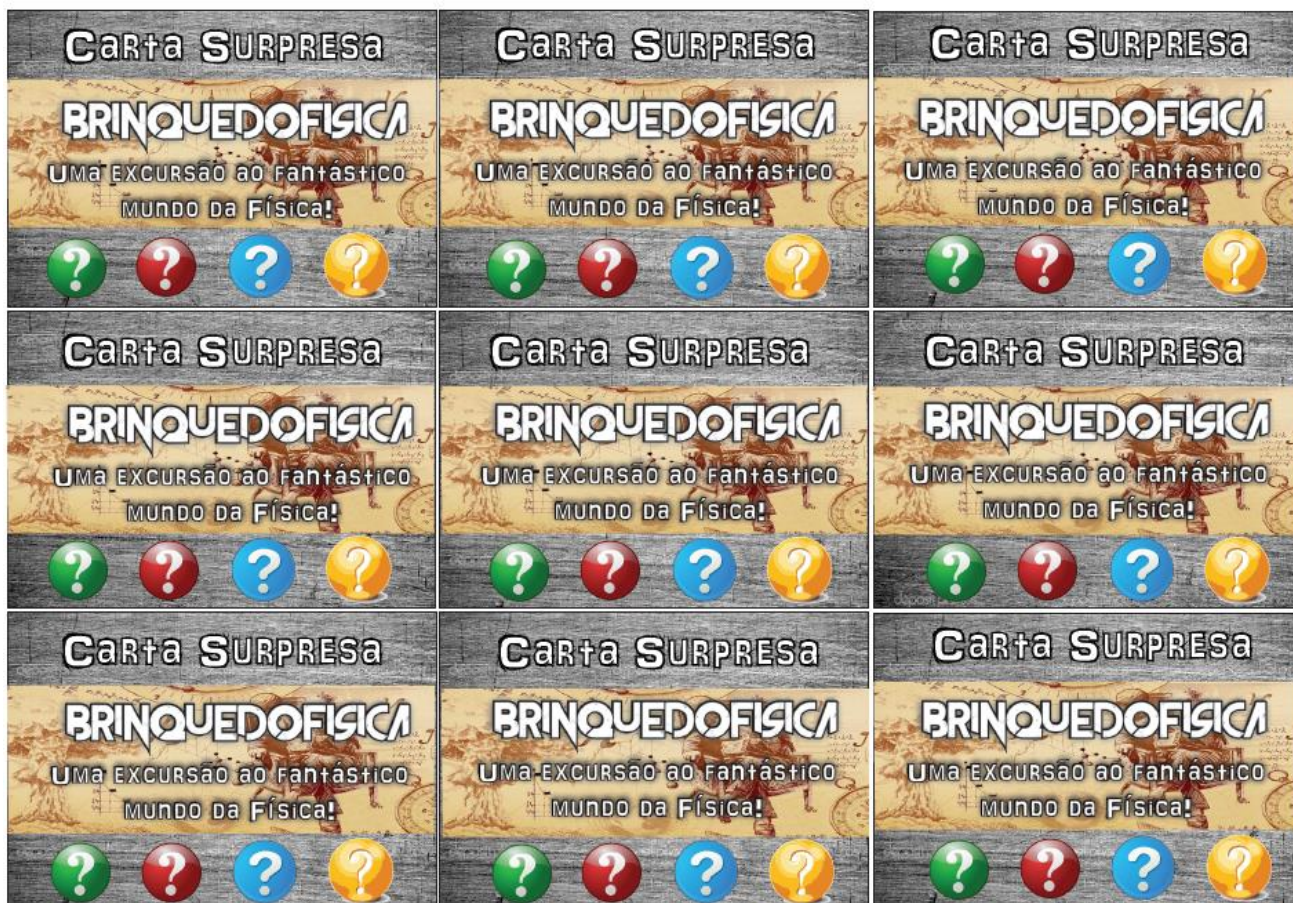 Carta Surpresa
Carta Surpresa
Carta Surpresa
BRINQUEDOFISICA
BRINQUEDOFISICA
BRINQUEDOFISICA
Uma excursão ao fantástico
Uma excursão ao fantástico
Uma excursão ao fantástico
mundo da Física!
mundo da Física!
mundo da Física!
? ? ? ?
? ? ? ?
? ? ? ?
Carta Surpresa
Carta Surpresa
Carta Surpresa
BRINQUEDOFISICA
BRINQUEDOFISICA
BRINQUEDOFISICA
Uma excursão ao fantástico
Uma excursão ao fantástico
Uma excursão ao fantástico
mundo da Física!
mundo da Física!
mundo da Física!
? ? ? ?
? ? ? ?
? ? ? ?
Carta Surpresa
Carta Surpresa
Carta Surpresa
BRINQUEDOFISICA
BRINQUEDOFISICA
BRINQUEDOFISICA
Uma excursão ao fantástico
Uma excursão ao fantástico
Uma excursão ao fantástico
mundo da Física!
mundo da Física!
mundo da Física!
? ? ? ?
? ? ? ?
? ? ? ?